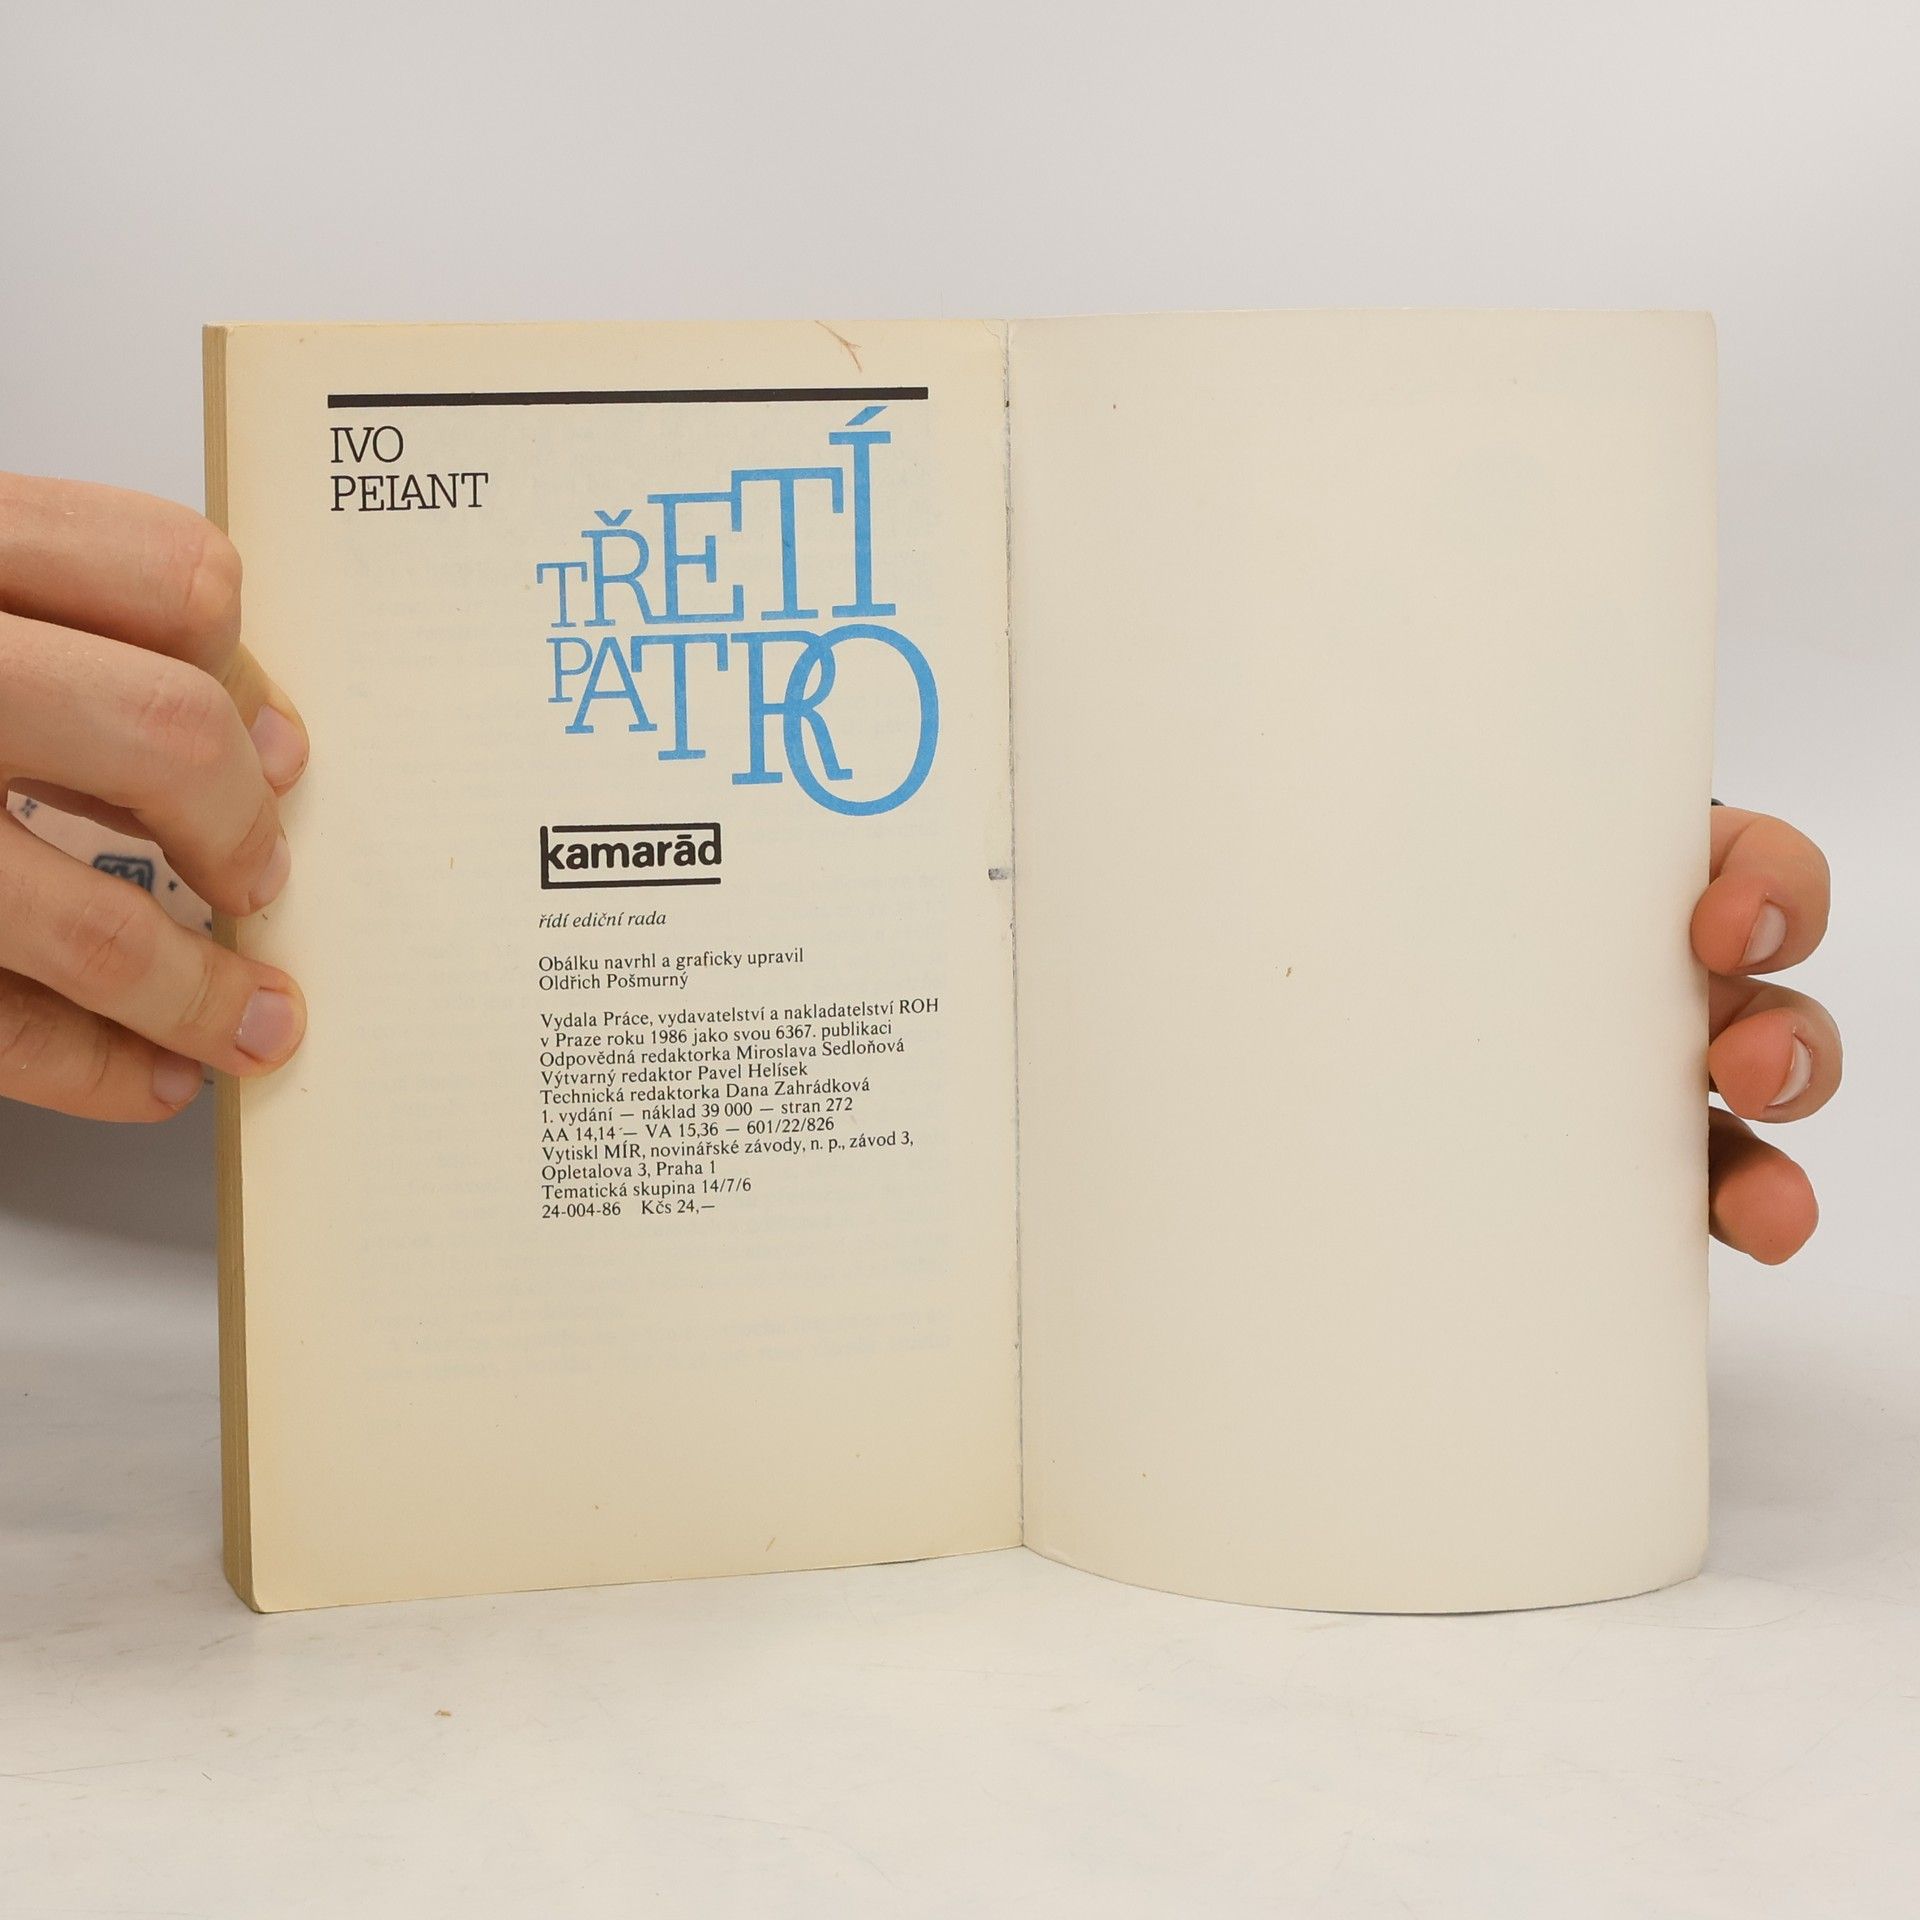 IVO
PELANT
TŘETÍ
PATRO
kamarād
řídí ediční rada
Obálku navrhl a graficky upravil
Oldřich Pošmurný
Vydala Práce, vydavatelství a nakladatelství ROH
v Praze roku 1986 jako svou 6367. publikaci
Odpovědná redaktorka Miroslava Sedloňová
Výtvarný redaktor Pavel Helísek
Technická redaktorka Dana Zahrádková
1. vydání — náklad 39 000 — stran 272
AA 14,14 — VA 15,36 — 601/22/826
Vytiskl MÍR, novinářské závody, n. p., závod 3,
Opletalova 3, Praha 1
Tematická skupina 14/7/6
24-004-86 Kčs 24,—